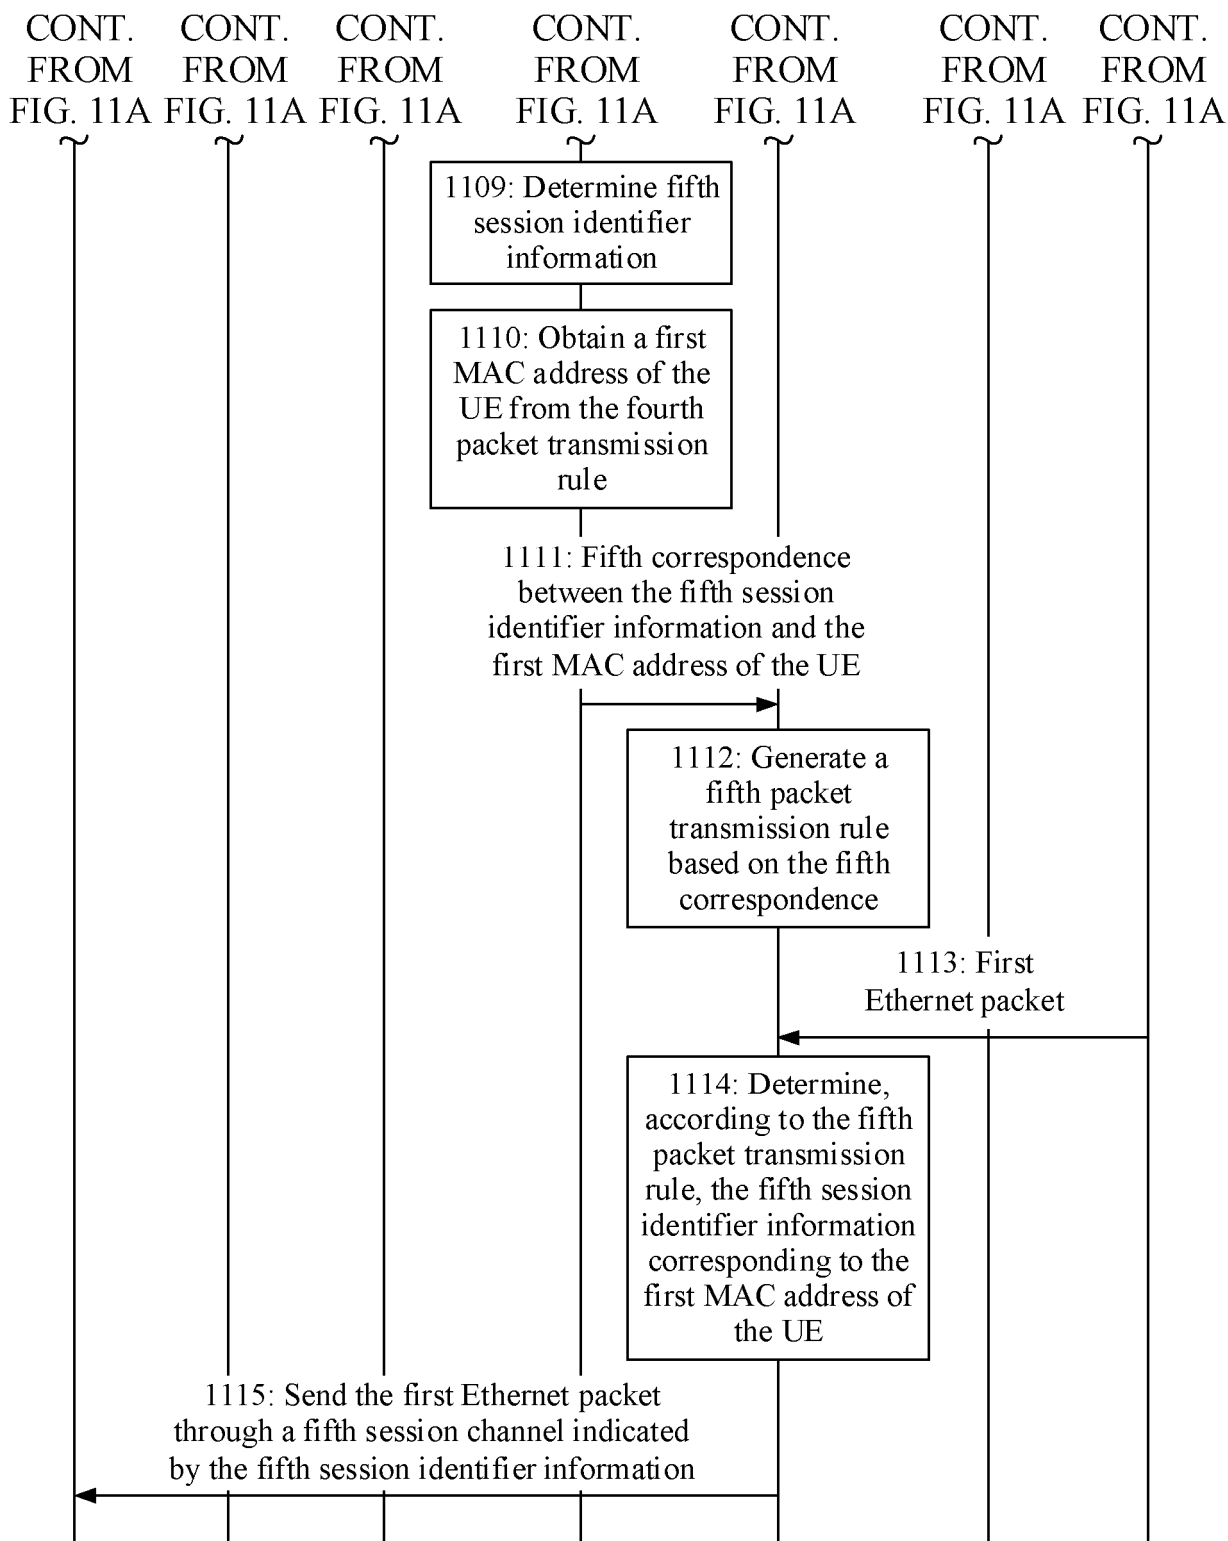 CONT. FROM FIG. 11A
CONT. FROM FIG. 11A
CONT. FROM FIG. 11A
CONT. FROM FIG. 11A
CONT. FROM FIG. 11A
CONT. FROM FIG. 11A
CONT. FROM FIG. 11A
1109: Determine fifth
session identifier
information
1110: Obtain a first
MAC address of the
UE from the fourth
packet transmission
rule
1111: Fifth correspondence
between the fifth session
identifier information and the
first MAC address of the UE
1112: Generate a
fifth packet
transmission rule
based on the fifth
correspondence
1113: First
Ethernet packet
1114: Determine,
according to the fifth
packet transmission
rule, the fifth session
identifier information
corresponding to the
first MAC address of
the UE
1115: Send the first Ethernet packet
through a fifth session channel indicated
by the fifth session identifier information